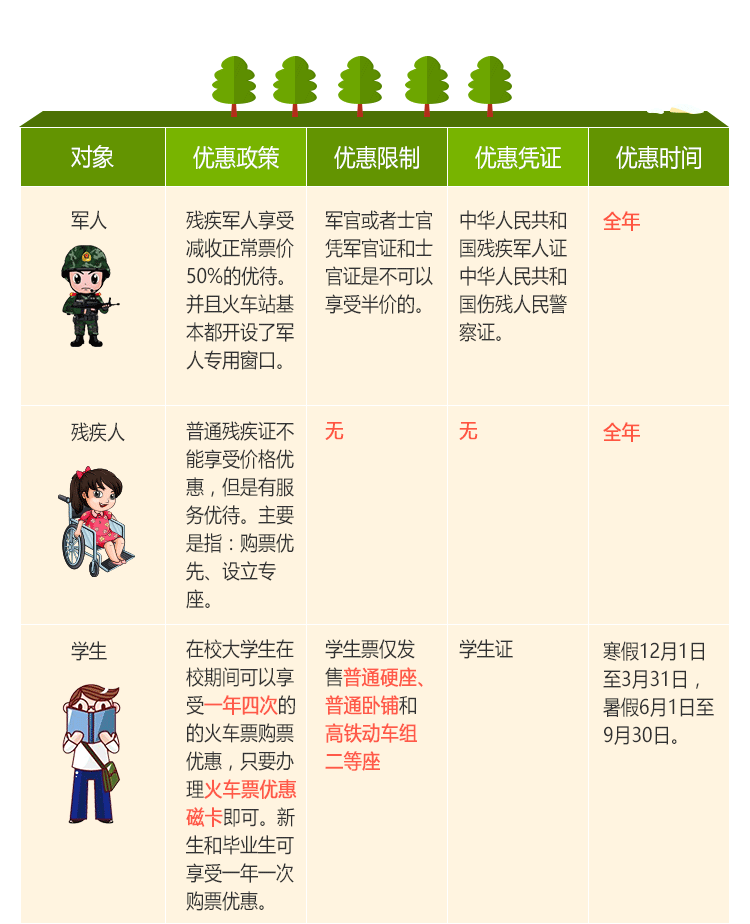 对象 优惠政策 优惠限制 优惠凭证 优惠时间
军人
残疾军人享受
减收正常票价
50%的优待。
并且火车站基
本都开设了军
人专用窗口。
军官或者士官
凭军官证和士
官证是不可以
享受半价的。
中华人民共和
国残疾军人证
中华人民共和
国伤残人民警
察证。
全年
残疾人
普通残疾证不
能享受价格优
惠，但是有服
务优待。主要
是指：购票优
先、设立专
座。
无
无
全年
学生
在校大学生在
校期间可以享
受一年四次的
的火车票购票
优惠，只要办
理火车票优惠
磁卡即可。新
生和毕业生可
享受一年一次
购票优惠。
学生票仅发
售普通硬座、
普通卧铺和
高铁动车组
二等座
学生证
寒假12月1日
至3月31日，
暑假6月1日至
9月30日。